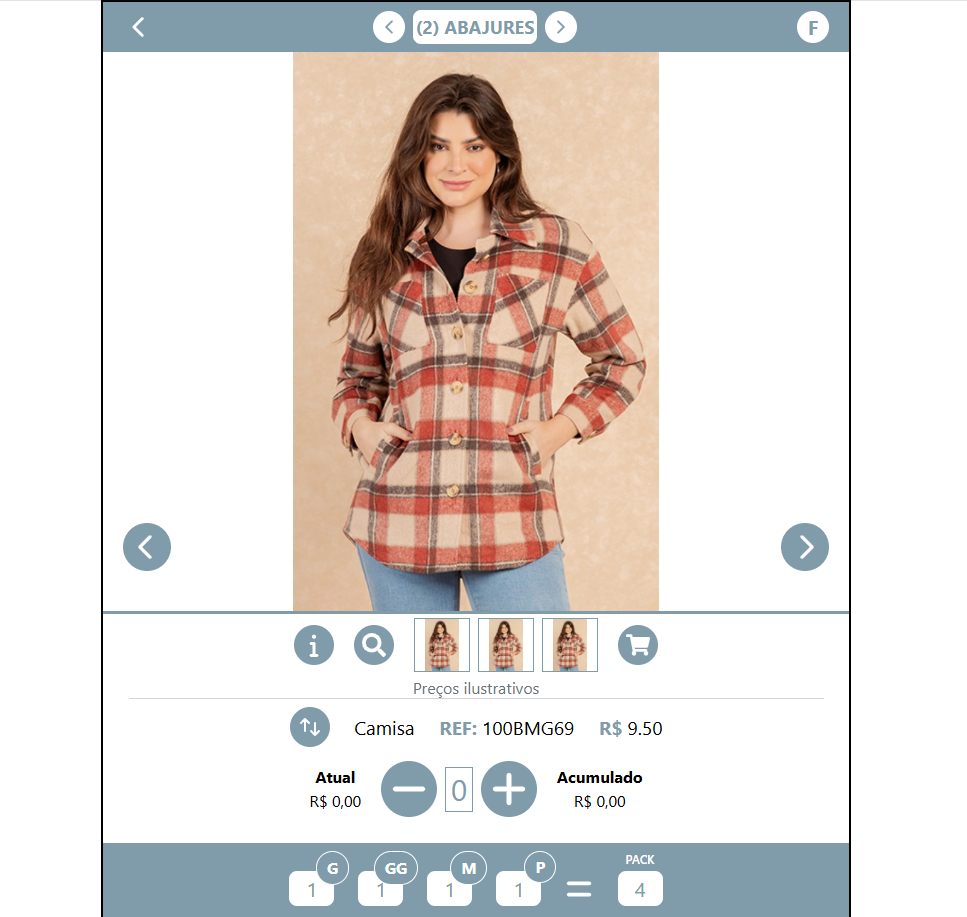 (2) ABAJURES
F
Preços ilustrativos
Camisa REF: 100BMG69 R$ 9.50
Atual
R$ 0,00
0
Acumulado
R$ 0,00
G GG M P PACK
1 1 1 1 = 4